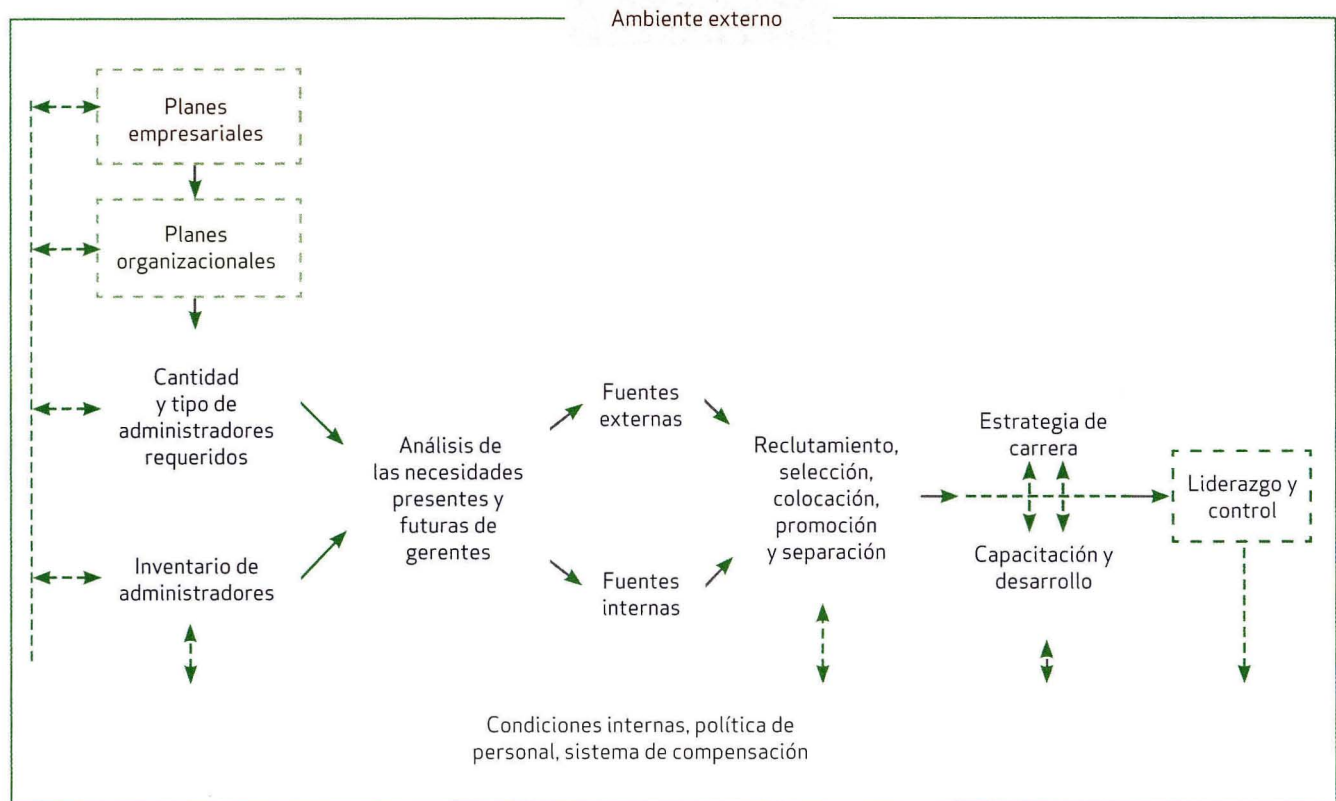 Ambiente externo
Planes
empresariales
Planes
organizacionales
Cantidad
y tipo de
administradores
requeridos
Inventario de
administradores
Análisis de
las necesidades
presentes y
futuras de
gerentes
Fuentes
externas
Fuentes
internas
Reclutamiento,
selección,
colocación,
promoción
y separación
Estrategia de
carrera
Capacitación y
desarrollo
Liderazgo y
control
Condiciones internas, política de
personal, sistema de compensación